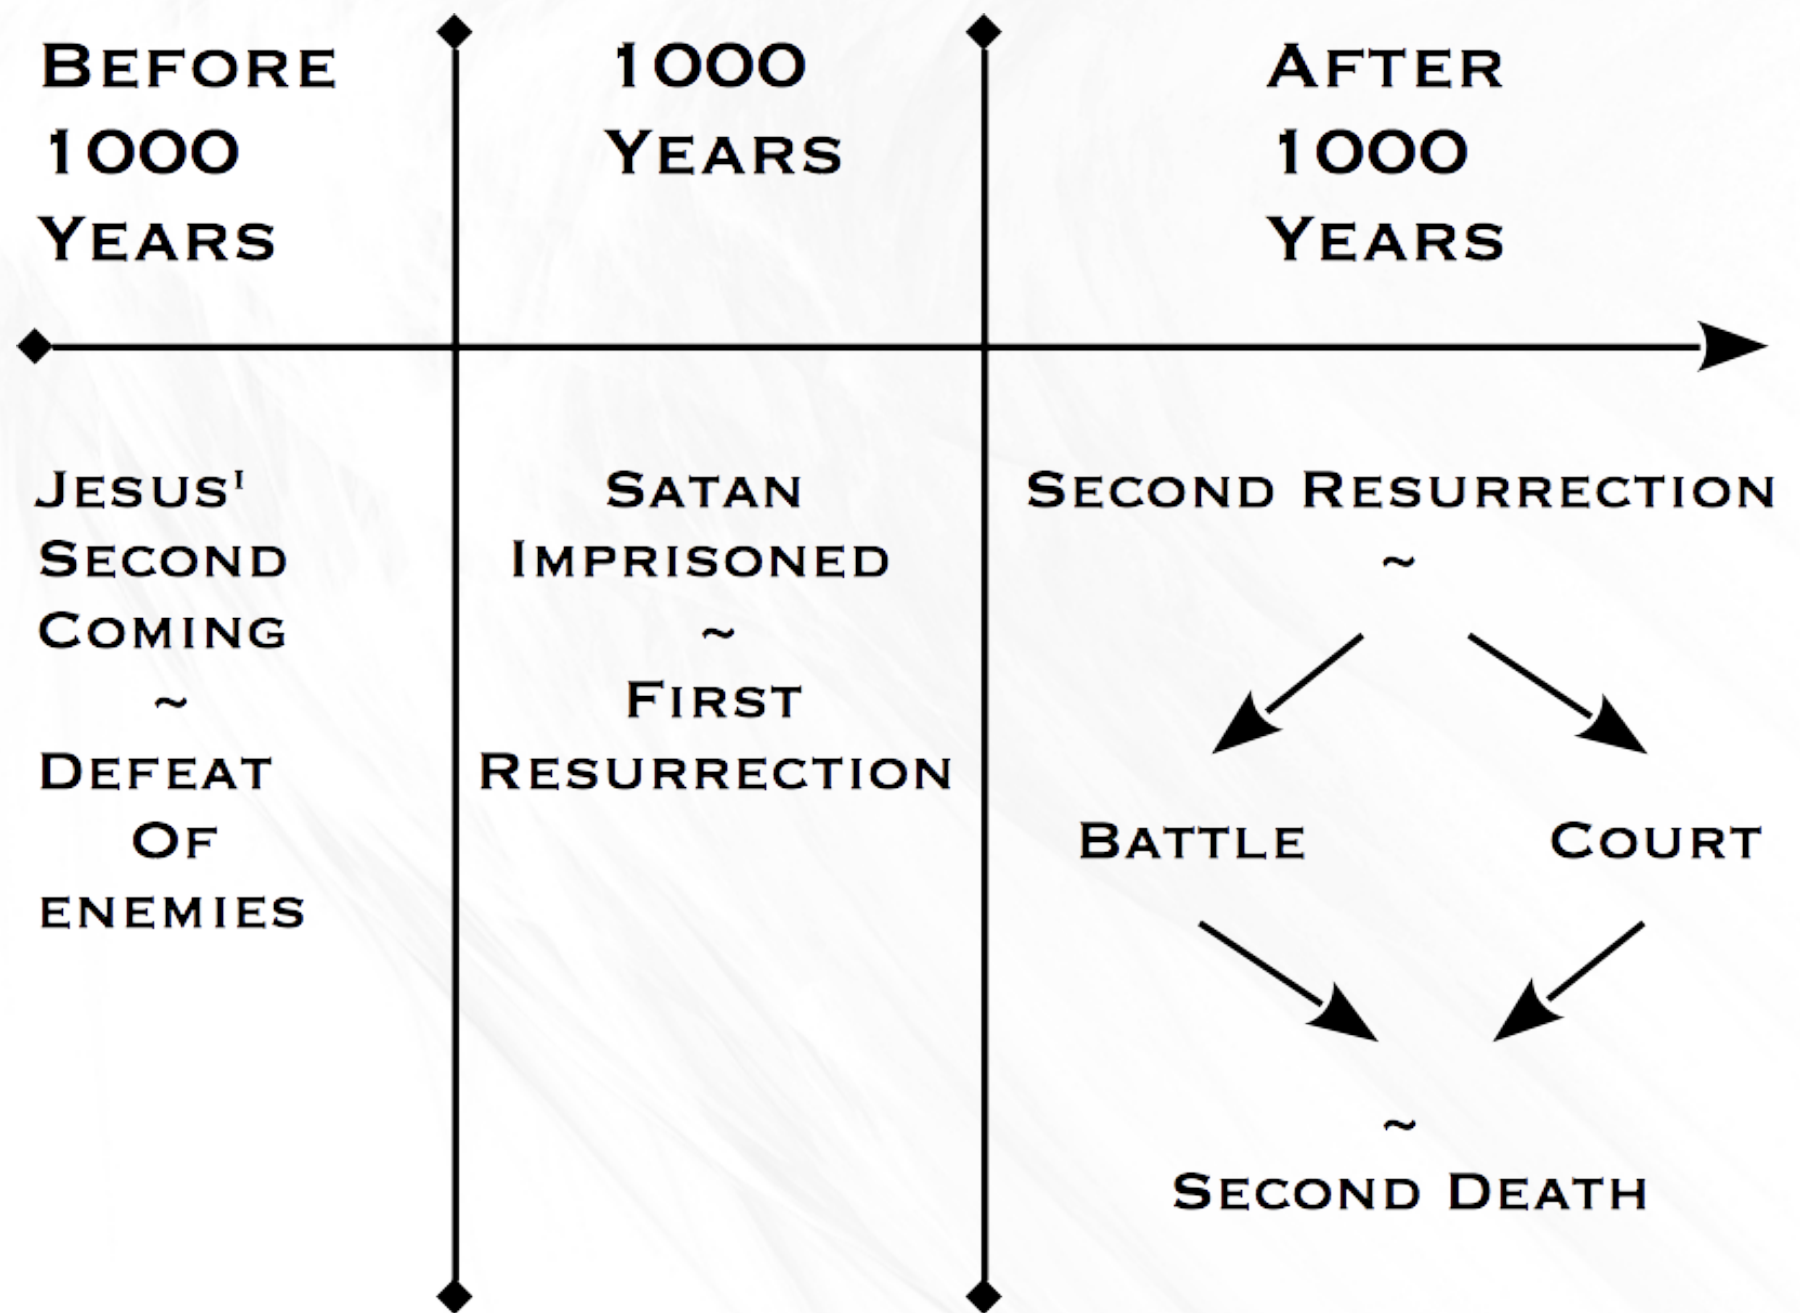 Before
1000
Years
1000
Years
After
1000
Years
Jesus'ı
Second
Coming
~
Defeat
Of
enemies
Satan
Imprisoned
~
First
Resurrection
Second Resurrection
~
Battle
Court
~
Second Death